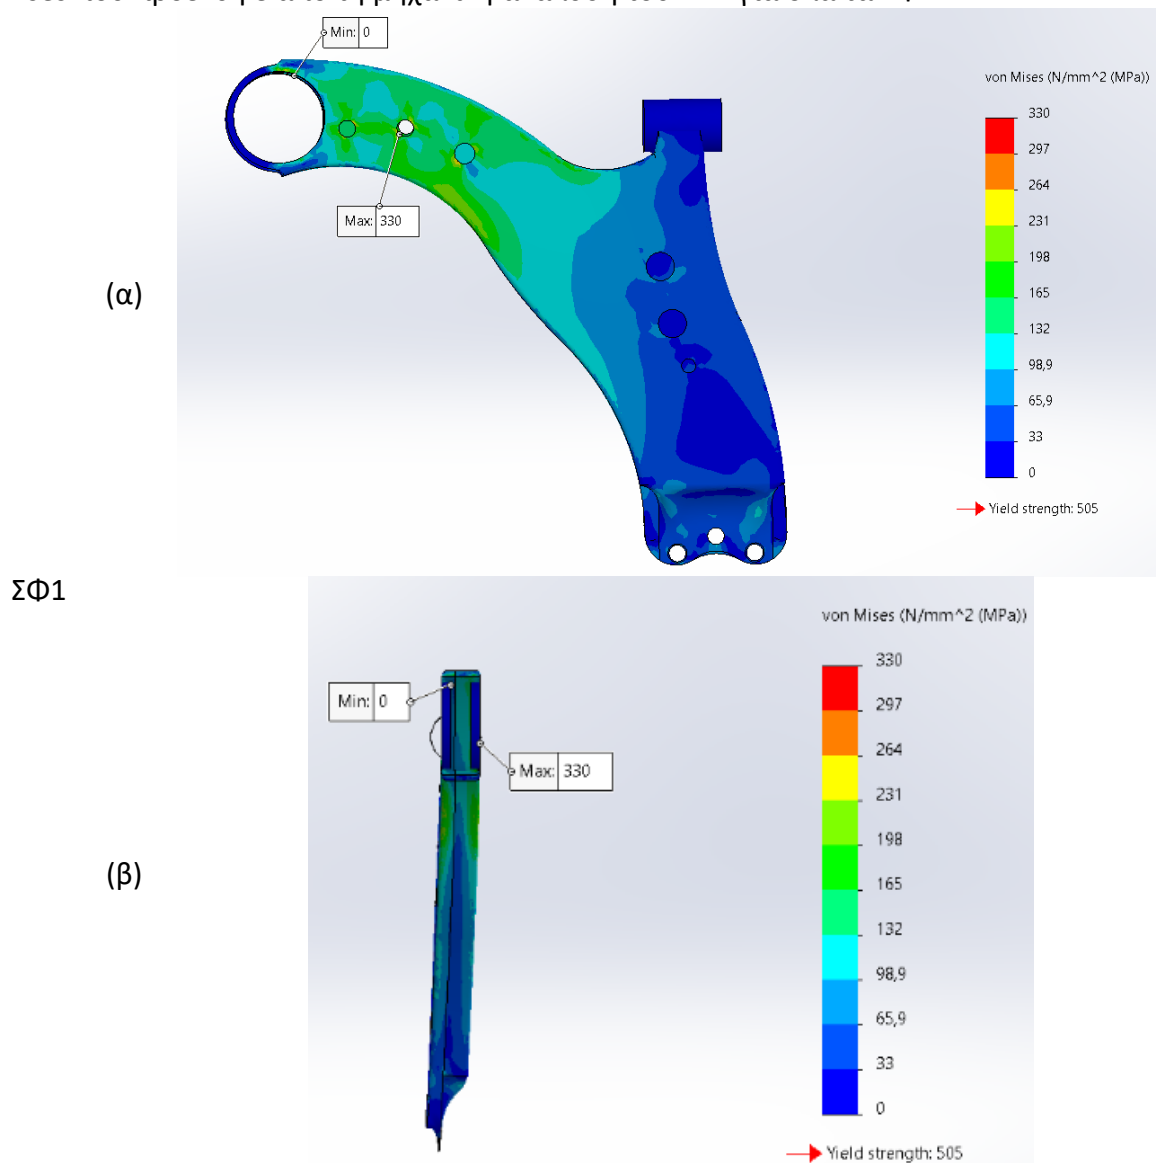 Min: 0
von Mises (N/mm^2 (MPa))
330
297
264
231
198
165
132
98,9
65,9
33
0
Yield strength: 505
Max: 330
(α)
ΣΦ1
von Mises (N/mm^2 (MPa))
330
297
264
231
198
165
132
98,9
65,9
33
0
Yield strength: 505
Min: 0
Max: 330
(β)